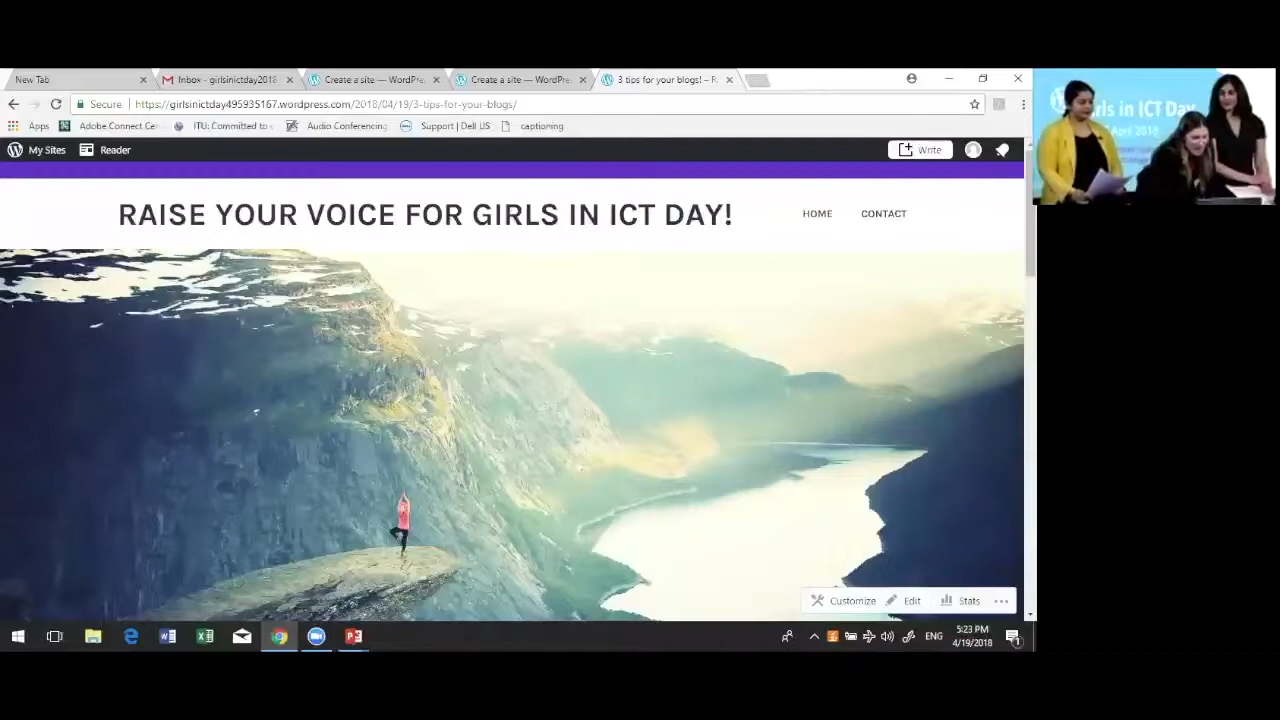 New Tab
Inbox - girlsinictday2018
Create a site — WordPre
Create a site — WordPre
3 tips for your blogs! – R
Secure
https://girlsinictday495935167.wordpress.com/2018/04/19/3-tips-for-your-blogs/
Apps
Adobe Connect Ce
ITU: Committed to c
Audio Conferencing
Support | Dell US
captioning
My Sites
Reader
Write
RAISE YOUR VOICE FOR GIRLS IN ICT DAY!
HOME
CONTACT
Customize
Edit
Stats
ENG
5:23 PM
4/19/2018
Girls in ICT Day
April 2018